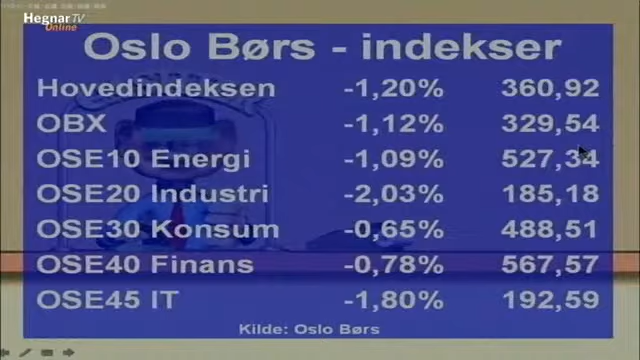 HegnarTV
Online
Oslo Børs - indekser
Hovedindeksen -1,20% 360,92
OBX -1,12% 329,54
OSE10 Energi -1,09% 527,34
OSE20 Industri -2,03% 185,18
OSE30 Konsum -0,65% 488,51
OSE40 Finans -0,78% 567,57
OSE45 IT -1,80% 192,59
Kilde: Oslo Børs